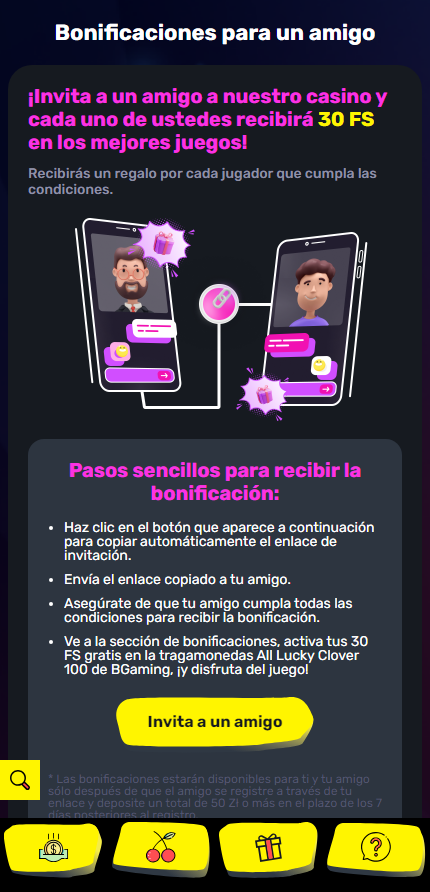 Bonificaciones para un amigo
¡Invita a un amigo a nuestro casino y
cada uno de ustedes recibirá 30 FS
en los mejores juegos!
Recibirás un regalo por cada jugador que cumpla las
condiciones.
Pasos sencillos para recibir la
bonificación:
• Haz clic en el botón que aparece a continuación
para copiar automáticamente el enlace de
invitación.
• Envía el enlace copiado a tu amigo.
• Asegúrate de que tu amigo cumpla todas las
condiciones para recibir la bonificación.
• Ve a la sección de bonificaciones, activa tus 30
FS gratis en la tragamonedas All Lucky Clover
100 de BGaming, ¡y disfruta del juego!
Invita a un amigo
* Las bonificaciones estarán disponibles para ti y tu amigo
sólo después de que el amigo se registre a través de tu
enlace y deposite un total de 50 Zl o más en el plazo de los 7
días posteriores al registro.